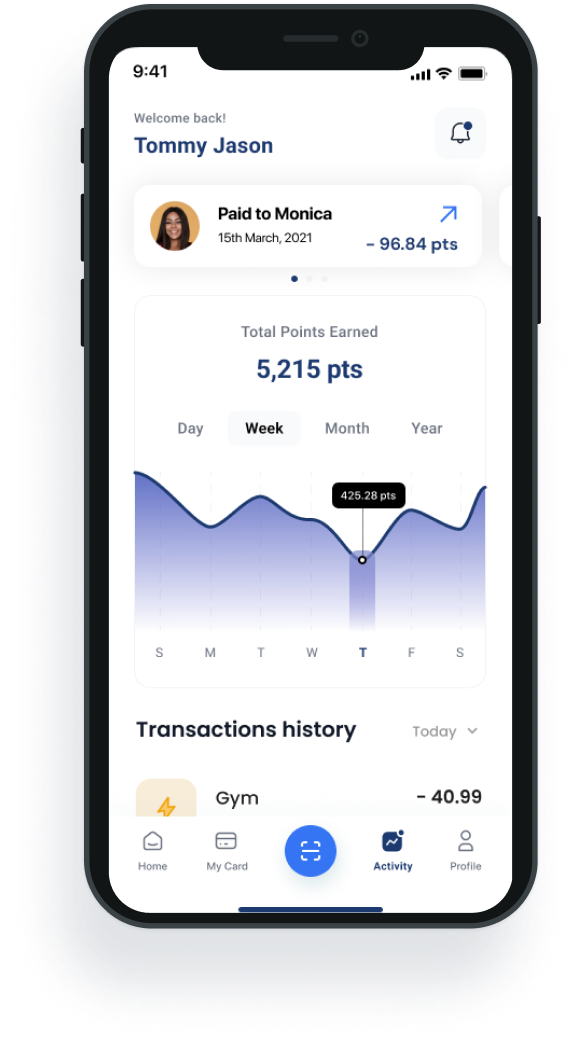 9:41
Welcome back!
Tommy Jason
Paid to Monica
15th March, 2021
- 96.84 pts
Total Points Earned
5,215 pts
Day Week Month Year
425.28 pts
S M T W T F S
Transactions history Today
Gym - 40.99
Home My Card Activity Profile